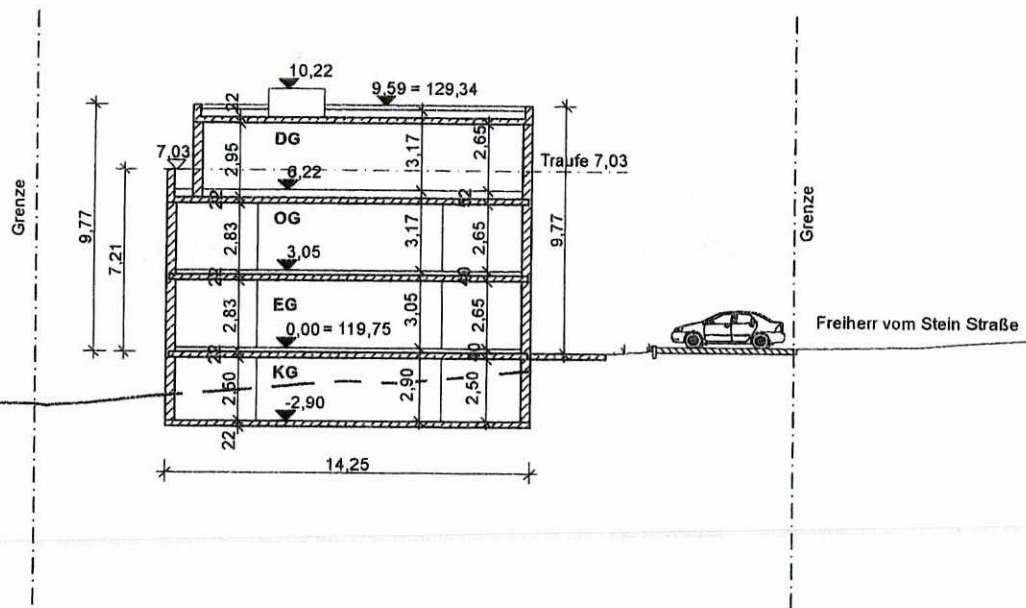 10,22
9,59 = 129,34
22
DG
7,03
2,95
3,17
2,65
Traufe 7,03
6,22
22
52
Grenze
Grenze
9,77
7,21
OG
2,83
3,17
2,65
9,77
3,05
22
40
EG
2,83
3,05
2,65
0,00 = 119,75
Freiherr vom Stein Straße
22
40
KG
2,50
2,90
2,50
-2,90
22
14,25